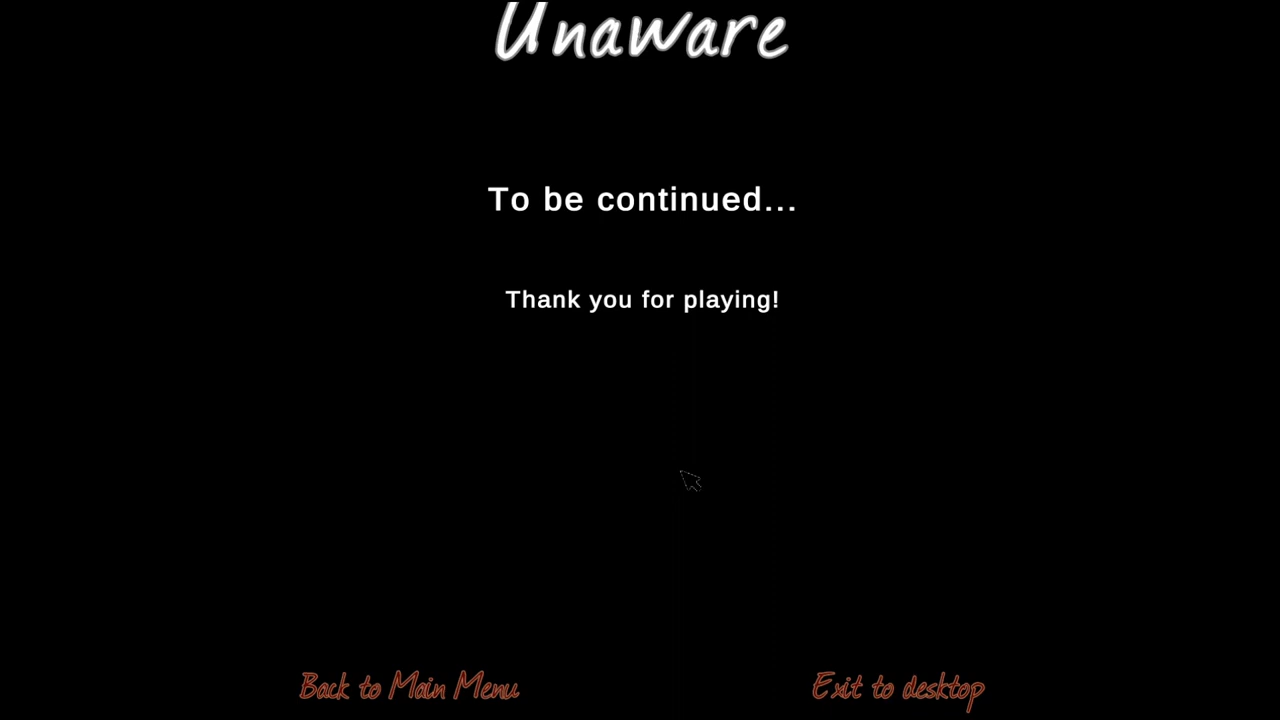 Unaware
To be continued...
Thank you for playing!
Back to Main Menu
Exit to desktop